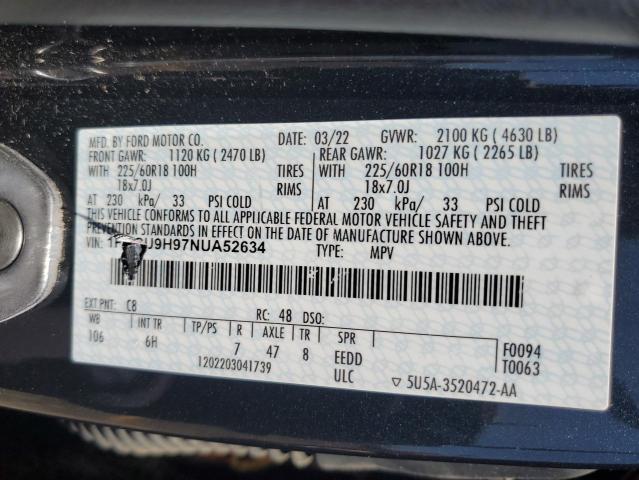 MFD. BY FORD MOTOR CO. DATE: 03/22 GVWR: 2100 KG ( 4630 LB)
FRONT GAWR: 1120 KG ( 2470 LB) REAR GAWR: 1027 KG ( 2265 LB)
WITH 225/60R18 100H TIRES WITH 225/60R18 100H TIRES
18x7.0J RIMS 18x7.0J RIMS
AT 230 kPa/ 33 PSI COLD AT 230 kPa/ 33 PSI COLD
THIS VEHICLE CONFORMS TO ALL APPLICABLE FEDERAL MOTOR VEHICLE SAFETY AND THEFT
PREVENTION STANDARDS IN EFFECT ON THE DATE OF MANUFACTURE SHOWN ABOVE.
VIN: TYPE: MPV
EXT PNT: C8 RC: 48 DSO:
WB INT TR TP/PS R AXLE TR SPR F0094
106 6H 7 47 8 EEDD T0063
1202203041739 ULC ▽ 5U5A-3520472-AA